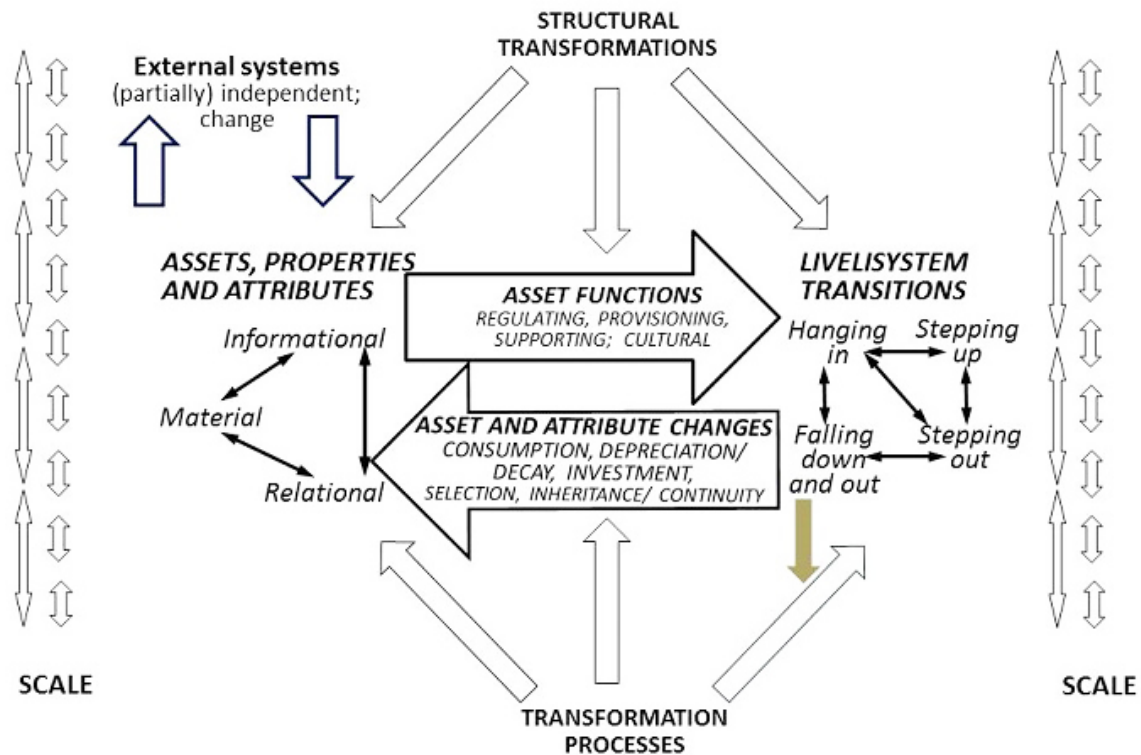 STRUCTURAL
TRANSFORMATIONS
External systems
(partially) independent;
change
ASSETS, PROPERTIES
AND ATTRIBUTES
Informational
Material
Relational
ASSET FUNCTIONS
REGULATING, PROVISIONING,
SUPPORTING; CULTURAL
ASSET AND ATTRIBUTE CHANGES
CONSUMPTION, DEPRECIATION/
DECAY, INVESTMENT,
SELECTION, INHERITANCE/ CONTINUITY
LIVELISYSTEM
TRANSITIONS
Hanging
in
Stepping
up
Falling
down
and out
Stepping
out
SCALE
SCALE
TRANSFORMATION
PROCESSES